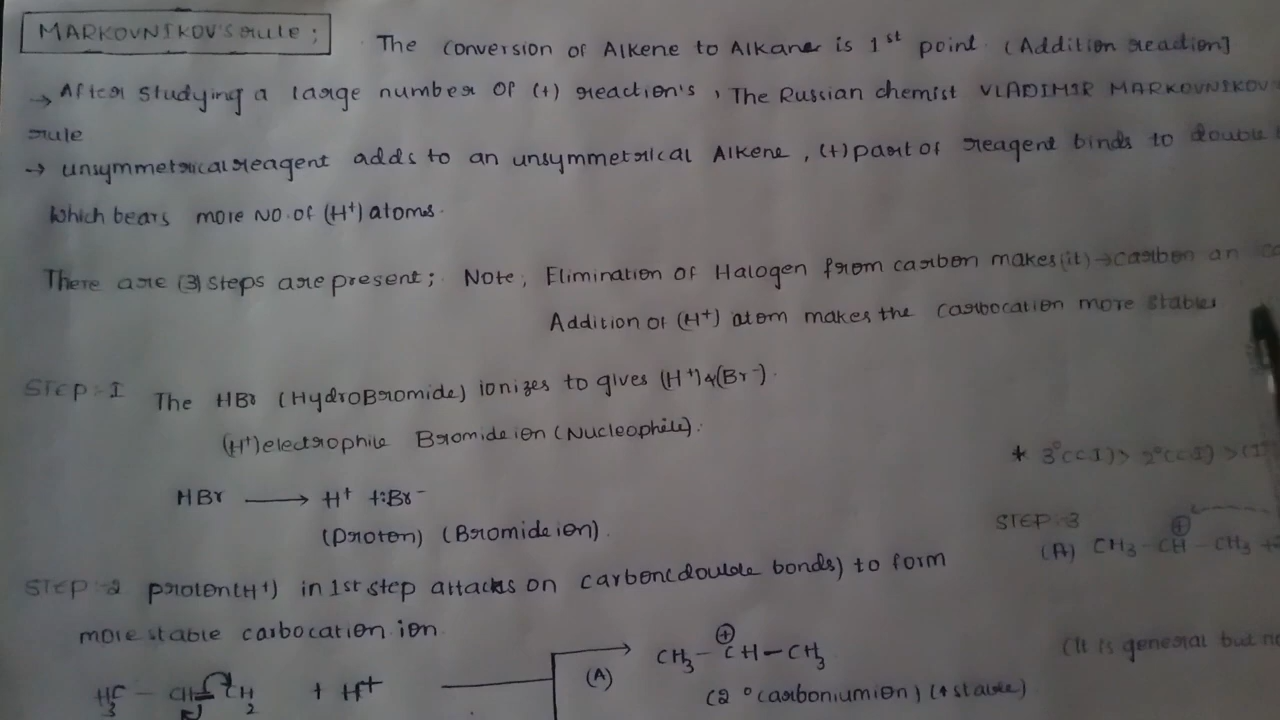 MARKOVNIKOV'S rule; The conversion of Alkene to Alkane is 1st point (Addition reaction]
→ After studying a large number of (+) reaction's, The Russian chemist VLADIMIR MARKOVNIKOV
rule
→ unsymmetrical reagent adds to an unsymmetrical Alkene, (+) part of reagent binds to double
which bears more NO. of (H⁺) atoms.
There are (3) steps are present; Note; Elimination of Halogen from carbon makes (it) → carbon an
Addition of (H⁺) atom makes the carbocation more stable
STEP-I The HBr (HydroBromide) ionizes to gives (H⁺) & (Br⁻).
(H⁺) electrophile Bromide ion (Nucleophile).
* 3°(CI) > 2°(CI) > (1°
HBr ⟶ H⁺ + :Br⁻
(proton) (Bromide ion).
STEP-3
(A) CH₃ - C⊕H - CH₃ +
STEP-2 proton(H⁺) in 1st step attacks on carbon(double bonds) to form
more stable carbocation ion
(It is general but
H₃C - CH = CH₂ + H⁺ ⟶ (A) CH₃ - C⊕H - CH₃
(2° carboniumion) (+ stable)